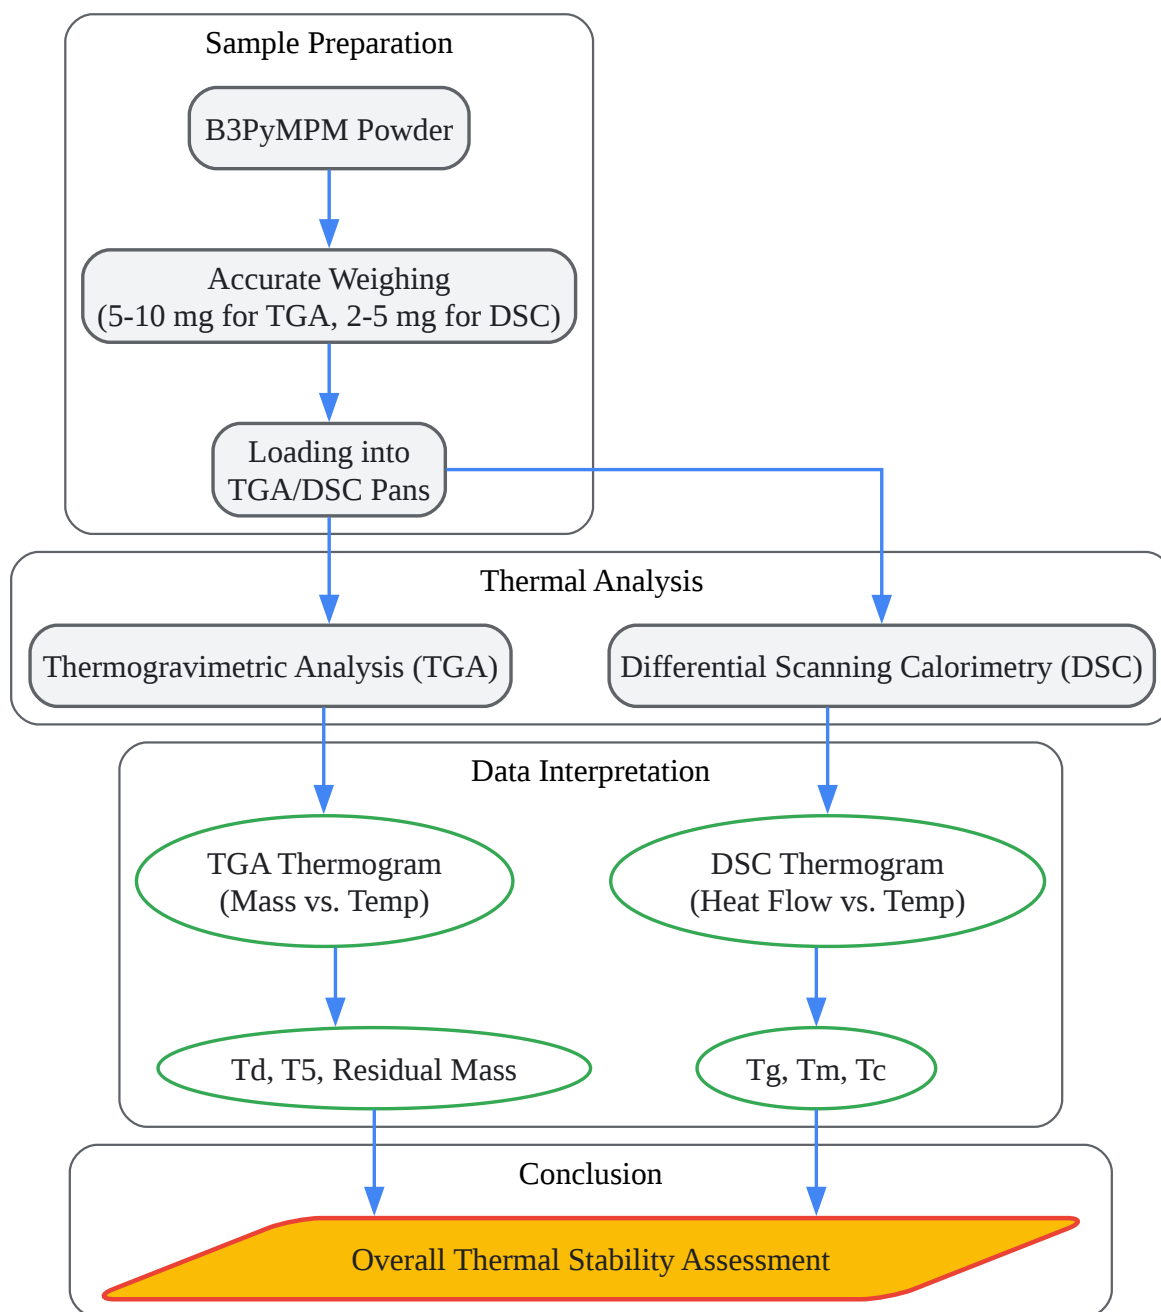 Sample Preparation
B3PyMPM Powder
Accurate Weighing
(5-10 mg for TGA, 2-5 mg for DSC)
Loading into
TGA/DSC Pans
Thermal Analysis
Thermogravimetric Analysis (TGA)
Differential Scanning Calorimetry (DSC)
Data Interpretation
TGA Thermogram
(Mass vs. Temp)
DSC Thermogram
(Heat Flow vs. Temp)
Td, T5, Residual Mass
Tg, Tm, Tc
Conclusion
Overall Thermal Stability Assessment